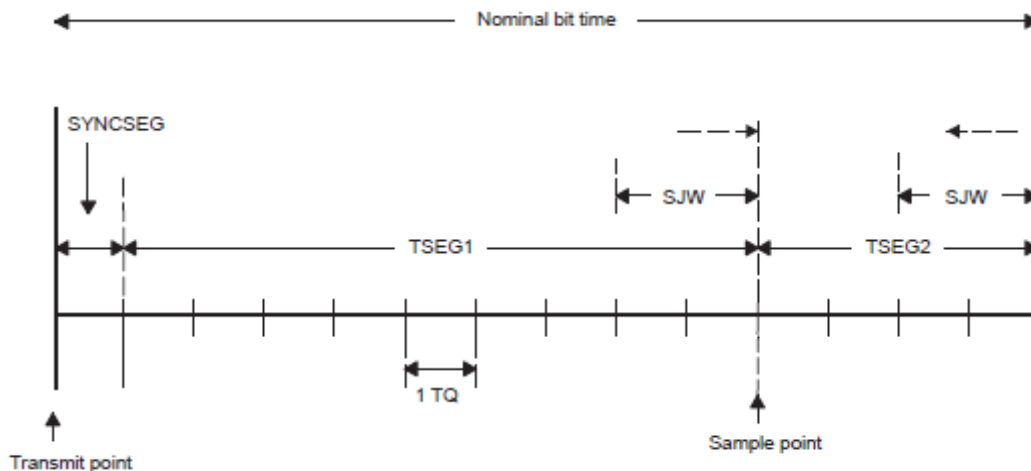 Nominal bit time
SYNCSEG
SJW
SJW
TSEG1
TSEG2
1 TQ
Sample point
Transmit point